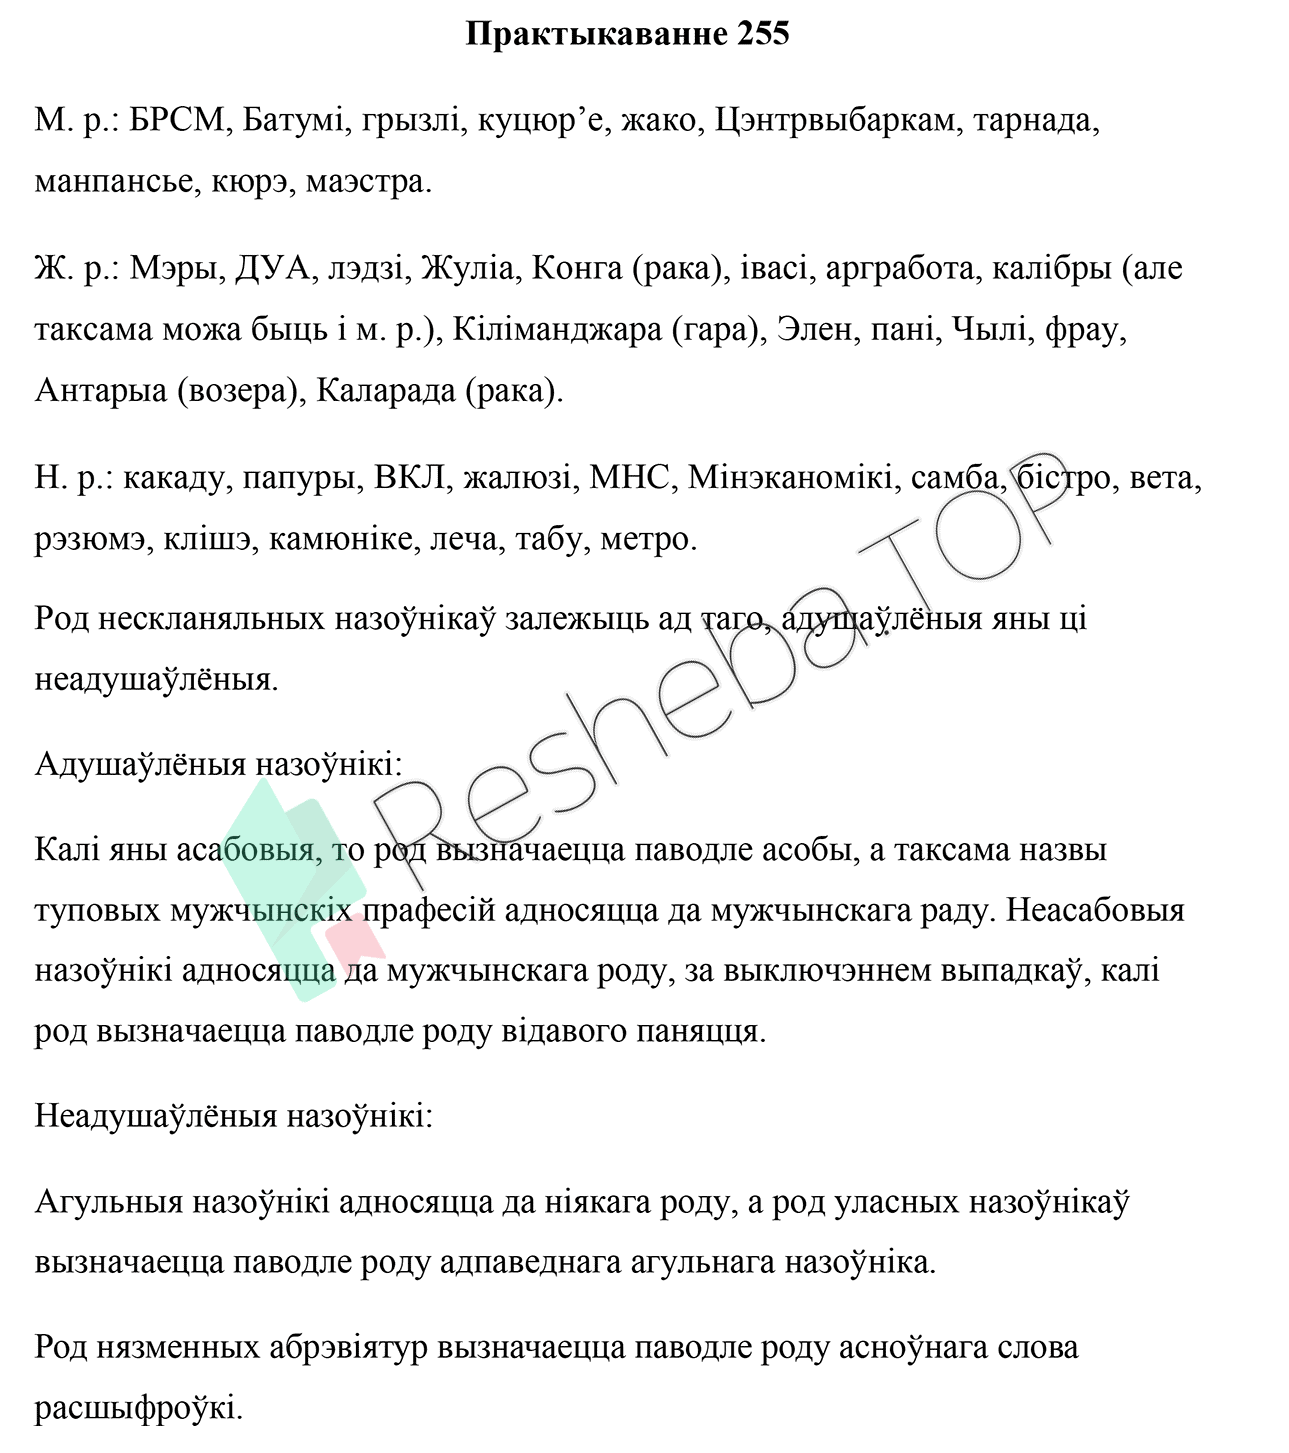 Практыкаванне 255
М. р.: БРСМ, Батумі, грызлі, куцюр’е, жако, Цэнтрвыбаркам, тарнада,
манпансье, кюрэ, маэстра.
Ж. р.: Мэры, ДУА, лэдзі, Жуліа, Конга (рака), івасі, аргработа, калібры (але
таксама можа быць і м. р.), Кіліманджара (гара), Элен, пані, Чылі, фрау,
Антарыа (возера), Каларада (рака).
Н. р.: какаду, папуры, ВКЛ, жалюзі, МНС, Мінэканомікі, самба, бістро, вета,
рэзюмэ, клішэ, камюніке, леча, табу, метро.
Род нескланяльных назоўнікаў залежыць ад таго, адушаўлёныя яны ці
неадушаўлёныя.
Адушаўлёныя назоўнікі:
Калі яны асабовыя, то род вызначаецца паводле асобы, а таксама назвы
туповых мужчынскіх прафесій адносяцца да мужчынскага раду. Неасабовыя
назоўнікі адносяцца да мужчынскага роду, за выключэннем выпадкаў, калі
род вызначаецца паводле роду відавого паняцця.
Неадушаўлёныя назоўнікі:
Агульныя назоўнікі адносяцца да ніякага роду, а род уласных назоўнікаў
вызначаецца паводле роду адпаведнага агульнага назоўніка.
Род нязменных абрэвіятур вызначаецца паводле роду асноўнага слова
расшыфроўкі.
Resheba.TOP